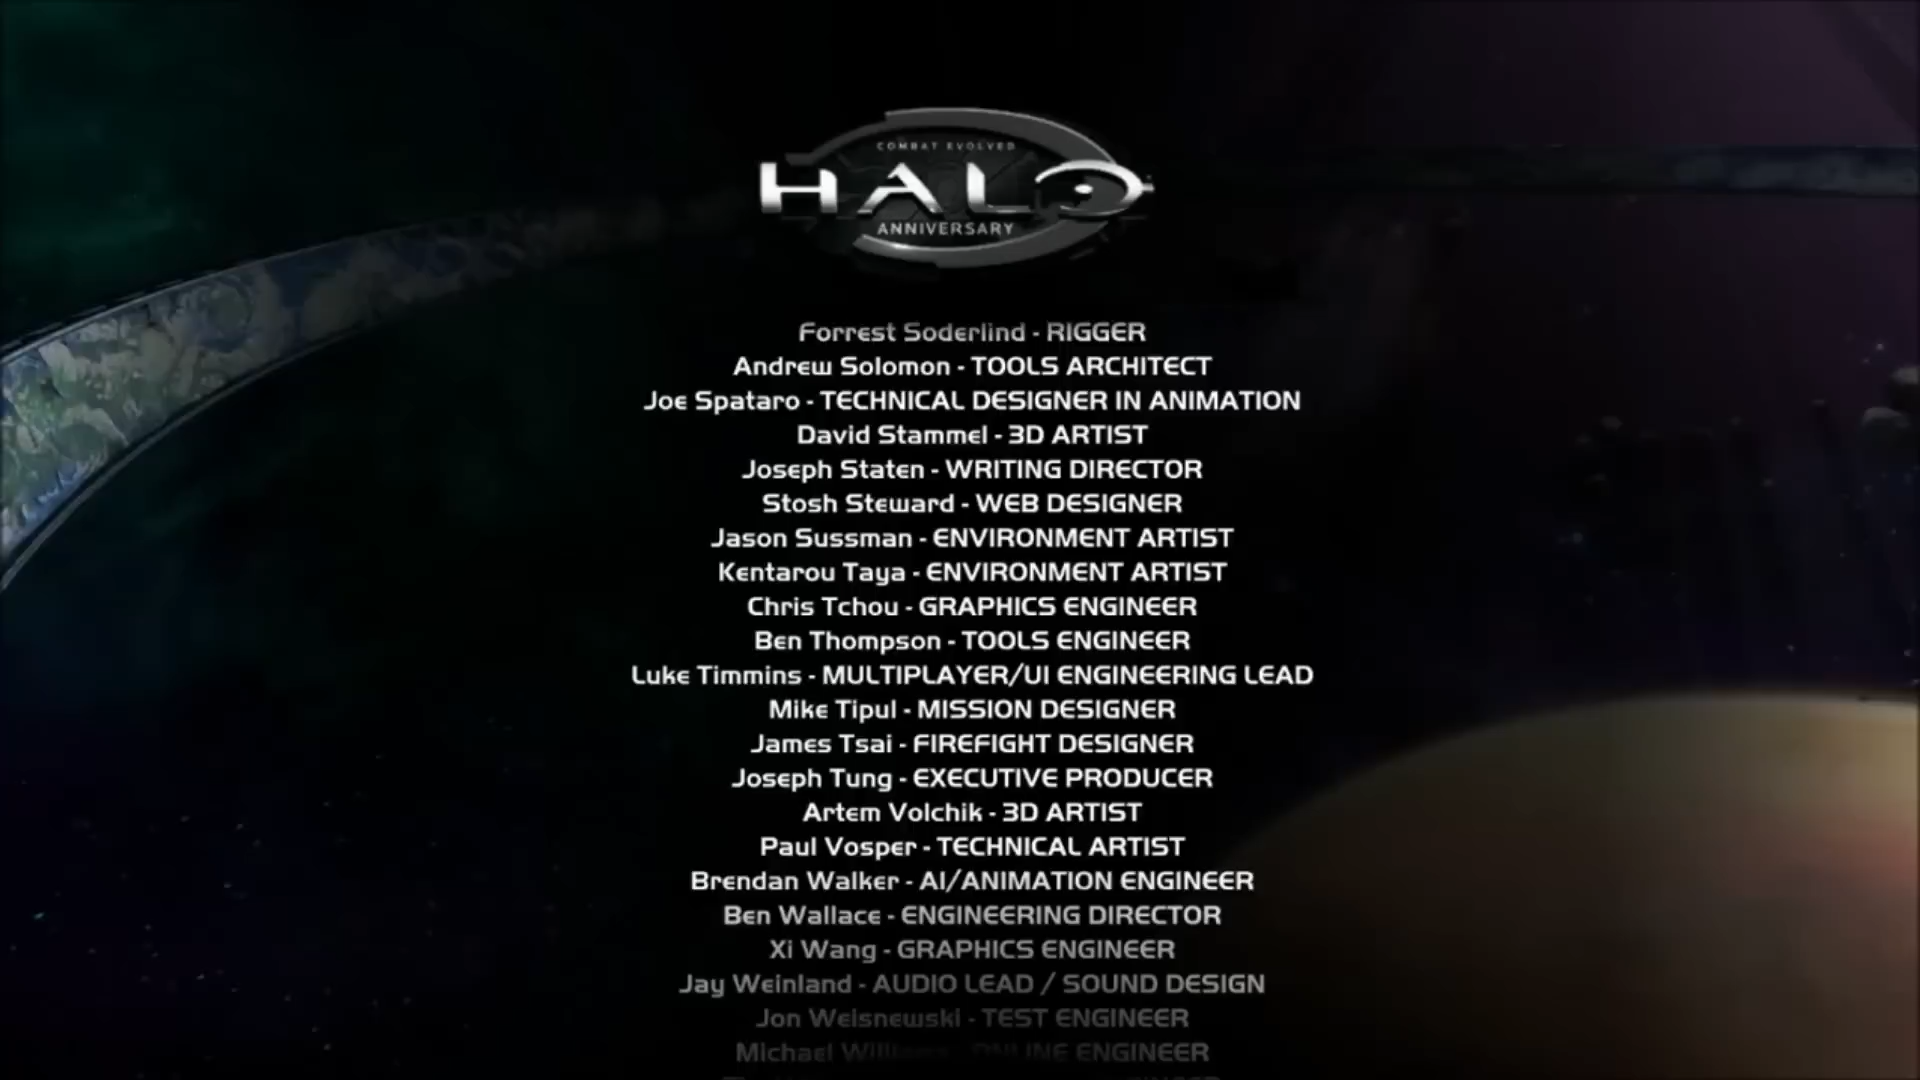 COMBAT EVOLVED
HALO
ANNIVERSARY
Forrest Soderlind - RIGGER
Andrew Solomon - TOOLS ARCHITECT
Joe Spataro - TECHNICAL DESIGNER IN ANIMATION
David Stammel - 3D ARTIST
Joseph Staten - WRITING DIRECTOR
Stosh Steward - WEB DESIGNER
Jason Sussman - ENVIRONMENT ARTIST
Kentarou Taya - ENVIRONMENT ARTIST
Chris Tchou - GRAPHICS ENGINEER
Ben Thompson - TOOLS ENGINEER
Luke Timmins - MULTIPLAYER/UI ENGINEERING LEAD
Mike Tipul - MISSION DESIGNER
James Tsai - FIREFIGHT DESIGNER
Joseph Tung - EXECUTIVE PRODUCER
Artem Volchik - 3D ARTIST
Paul Vosper - TECHNICAL ARTIST
Brendan Walker - AI/ANIMATION ENGINEER
Ben Wallace - ENGINEERING DIRECTOR
Xi Wang - GRAPHICS ENGINEER
Jay Weinland - AUDIO LEAD / SOUND DESIGN
Jon Weisnewski - TEST ENGINEER
Michael - ONLINE ENGINEER